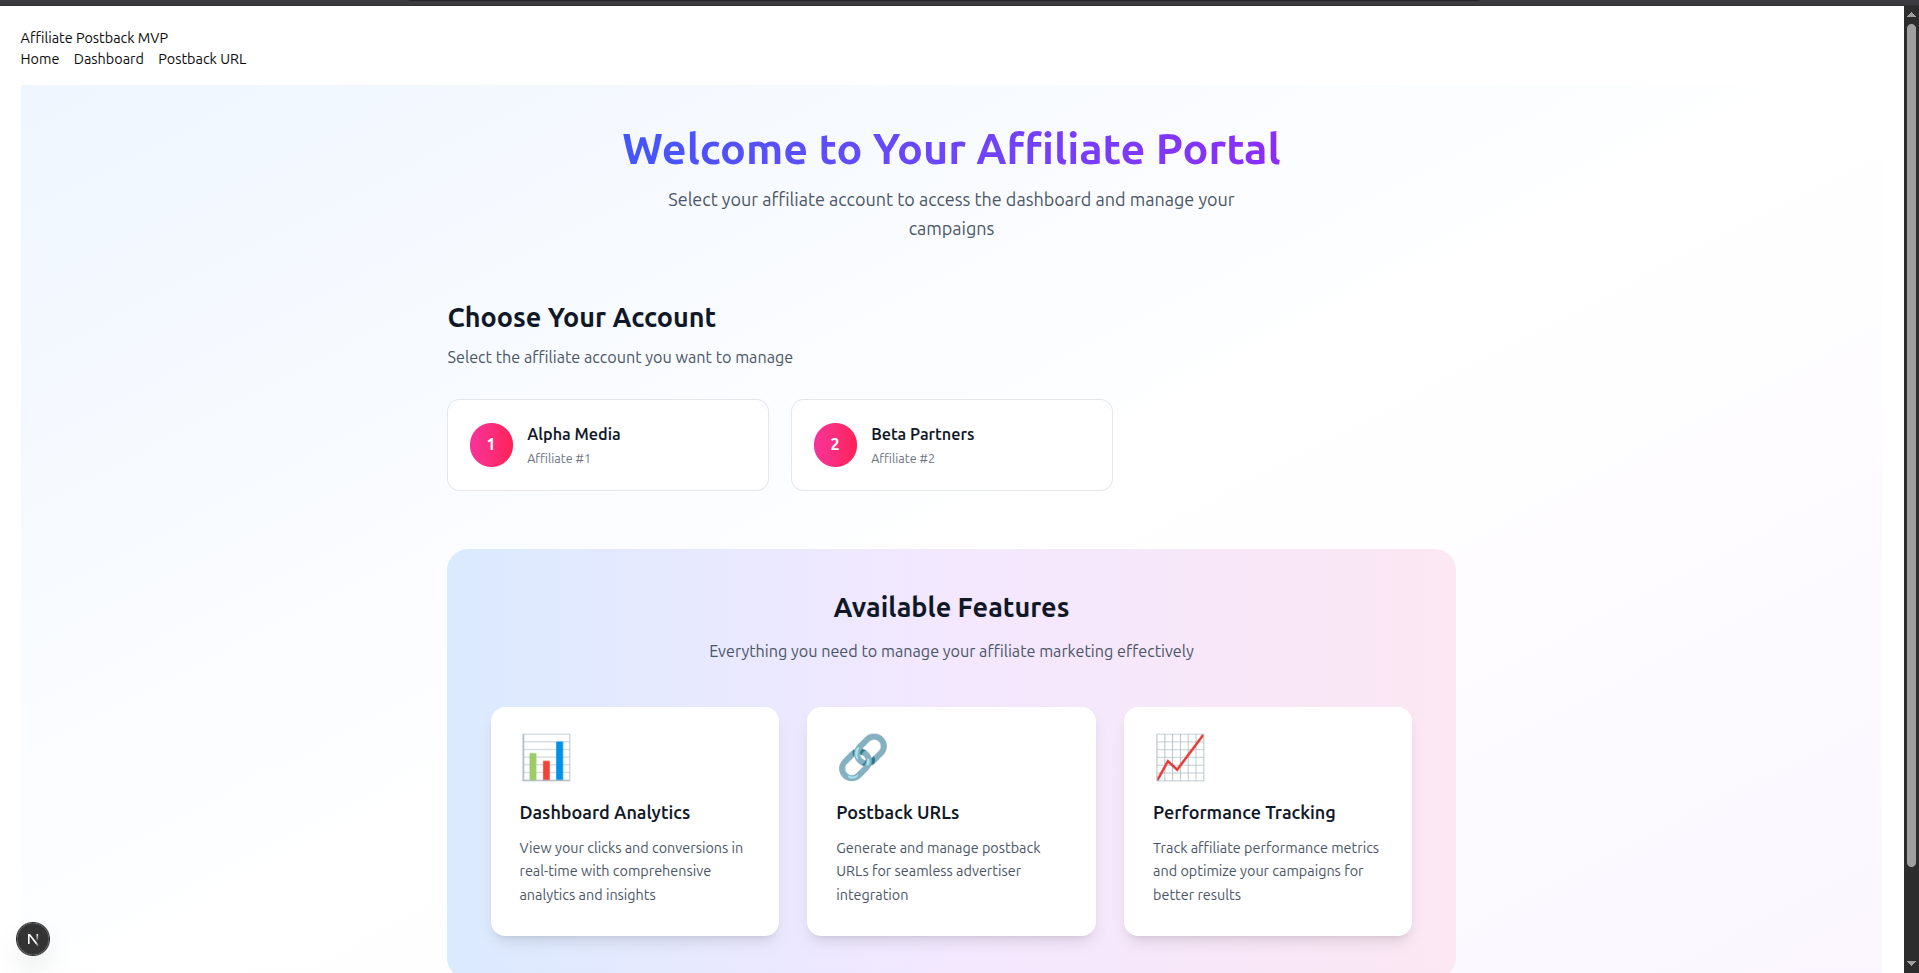 Affiliate Postback MVP
Home Dashboard Postback URL
Welcome to Your Affiliate Portal
Select your affiliate account to access the dashboard and manage your
campaigns
Choose Your Account
Select the affiliate account you want to manage
1
Alpha Media
Affiliate #1
2
Beta Partners
Affiliate #2
Available Features
Everything you need to manage your affiliate marketing effectively
Dashboard Analytics
View your clicks and conversions in
real-time with comprehensive
analytics and insights
Postback URLs
Generate and manage postback
URLs for seamless advertiser
integration
Performance Tracking
Track affiliate performance metrics
and optimize your campaigns for
better results
N